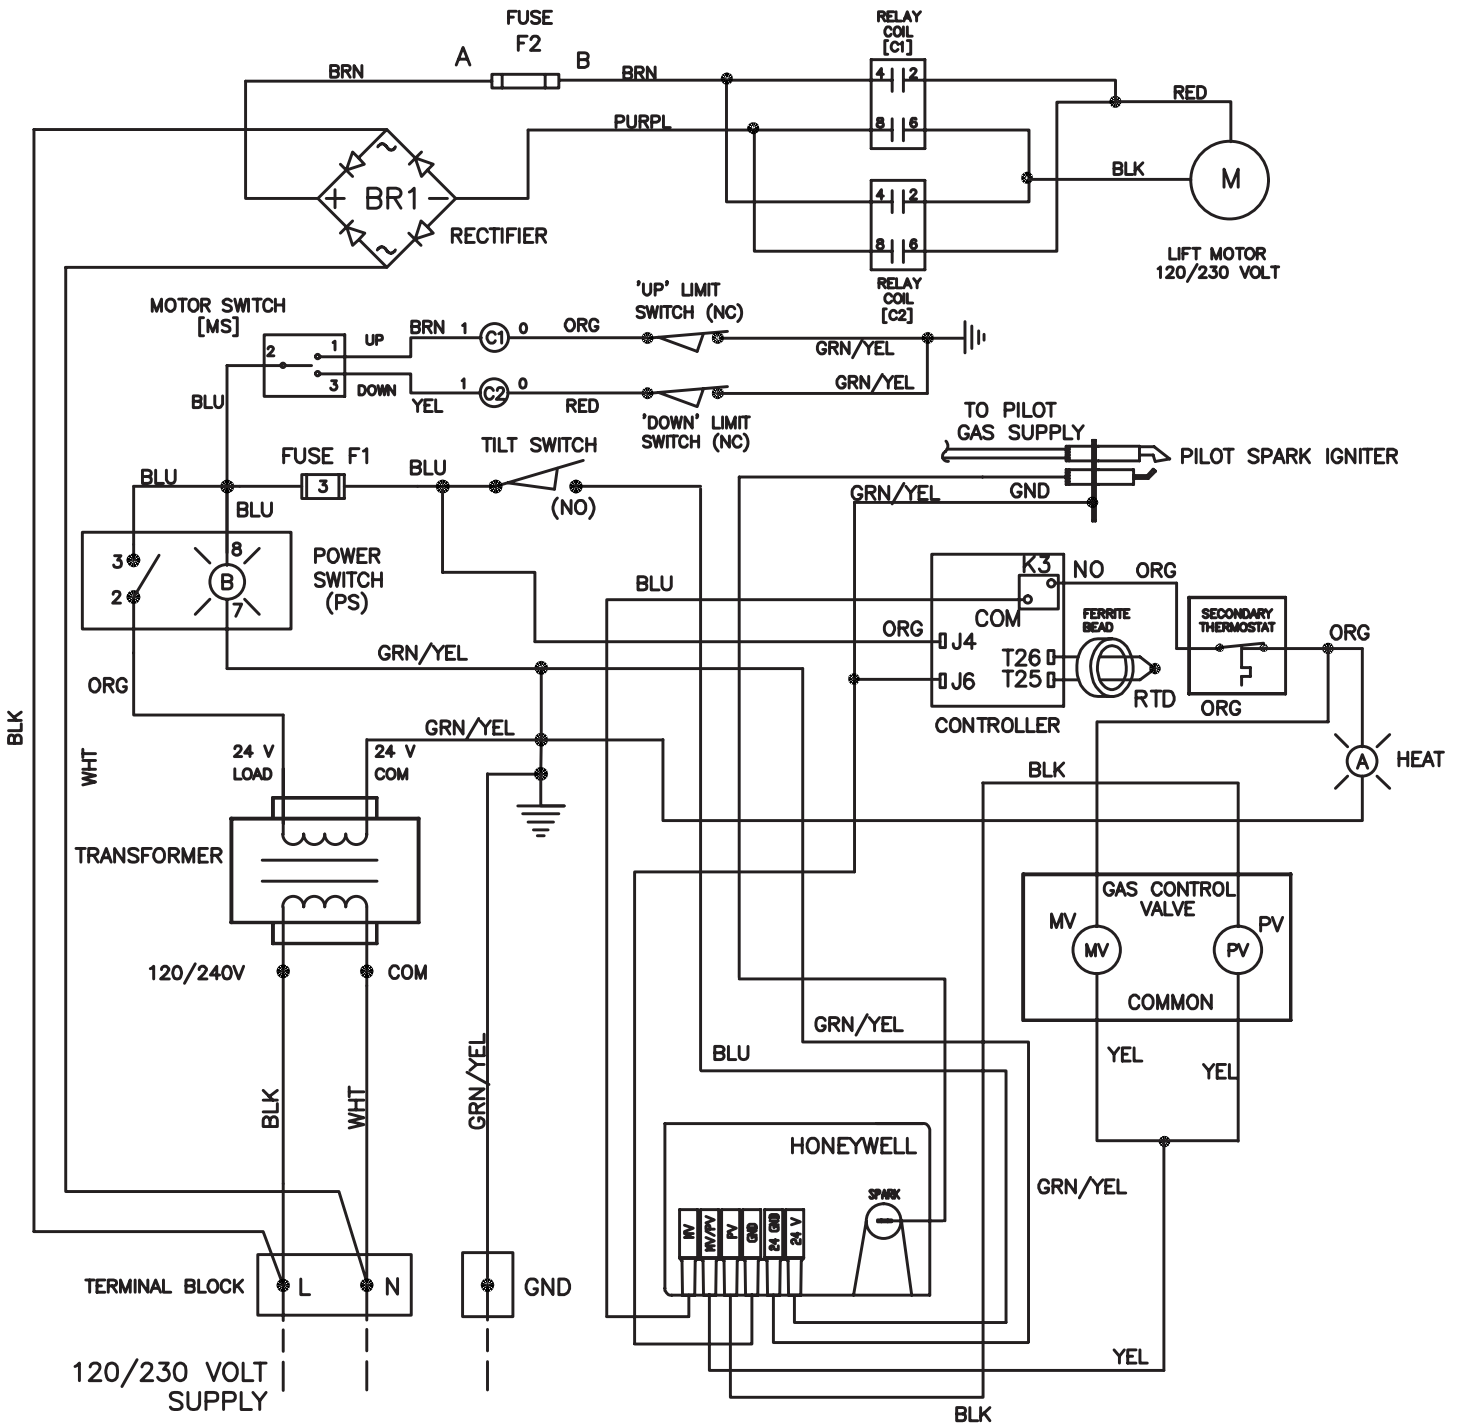 FUSE
F2
A
B
BRN
BRN
PURPL
RELAY
COIL
[C1]
4 2
8 6
RED
BLK
M
LIFT MOTOR
120/230 VOLT
4 2
8 6
RELAY
COIL
[C2]
+ BR1 −
~
~
RECTIFIER
MOTOR SWITCH
[MS]
2
1
3
UP
DOWN
BRN 1 C1 0 ORG
'UP' LIMIT
SWITCH (NC)
GRN/YEL
YEL 1 C2 0 RED
'DOWN' LIMIT
SWITCH (NC)
GRN/YEL
BLU
BLU
FUSE F1
3
BLU
TILT SWITCH
(NO)
BLU
TO PILOT
GAS SUPPLY
PILOT SPARK IGNITER
GRN/YEL
GND
3
2
8
B
7
POWER
SWITCH
(PS)
BLU
K3
NO
ORG
COM
ORG
J4
J6
T26
T25
CONTROLLER
FERRITE
BEAD
RTD
SECONDARY
THERMOSTAT
ORG
ORG
A
HEAT
GRN/YEL
ORG
GRN/YEL
BLK
WHT
24 V
LOAD
24 V
COM
TRANSFORMER
120/240V
COM
BLK
GAS CONTROL
VALVE
MV
MV
PV
PV
COMMON
YEL
YEL
GRN/YEL
BLU
BLK
WHT
GRN/YEL
HONEYWELL
SPARK
MV
MV/PV
PV
GND
24 GND
24 V
GRN/YEL
TERMINAL BLOCK
L
N
GND
YEL
BLK
120/230 VOLT
SUPPLY